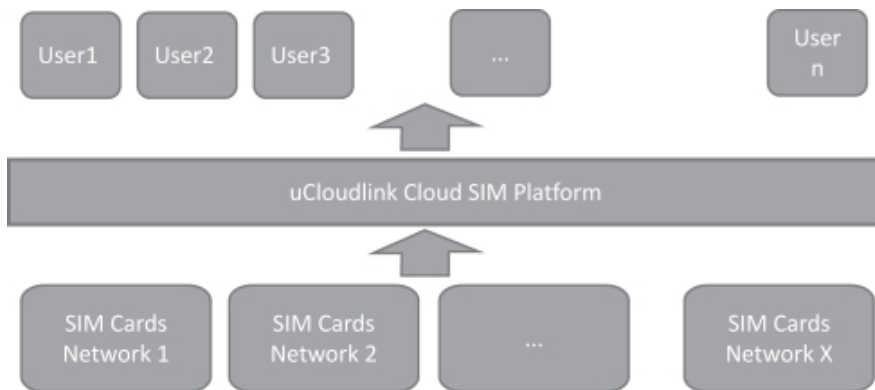 User1
User2
User3
...
User
n
uCloudlink Cloud SIM Platform
SIM Cards
Network 1
SIM Cards
Network 2
...
SIM Cards
Network X